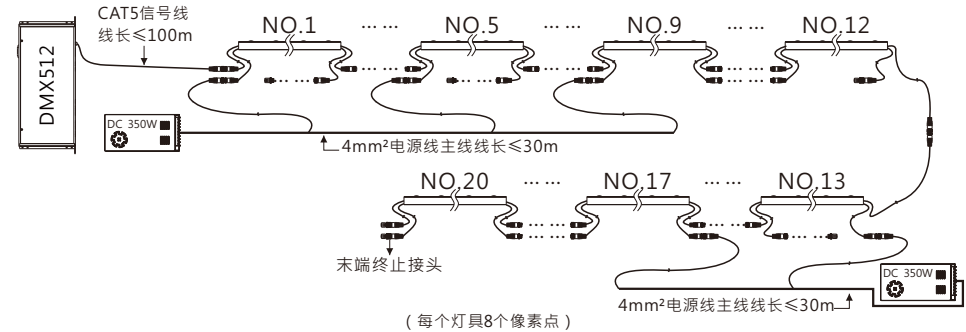 CAT5信号线
线长≤100m
DMX512
NO.1 … … NO.5 … … NO.9 … … NO.12
DC 350W
4mm²电源线主线线长≤30m
NO.20 … … NO.17 … … NO.13
末端终止接头
DC 350W
4mm²电源线主线线长≤30m
(每个灯具8个像素点)